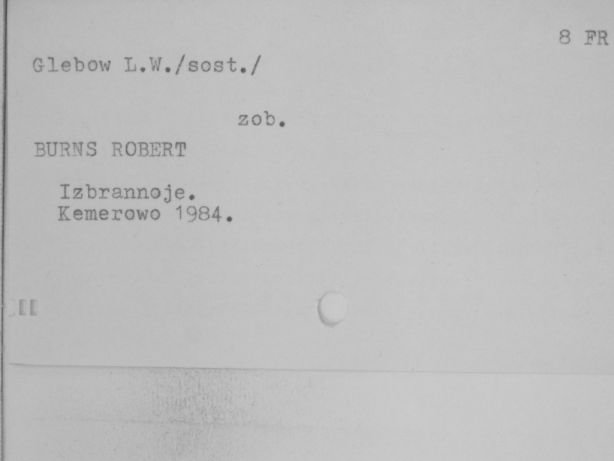 8 FR
Glebow L.W./sost./
zob.
BURNS ROBERT
Izbrannoje.
Kemerowo 1984.